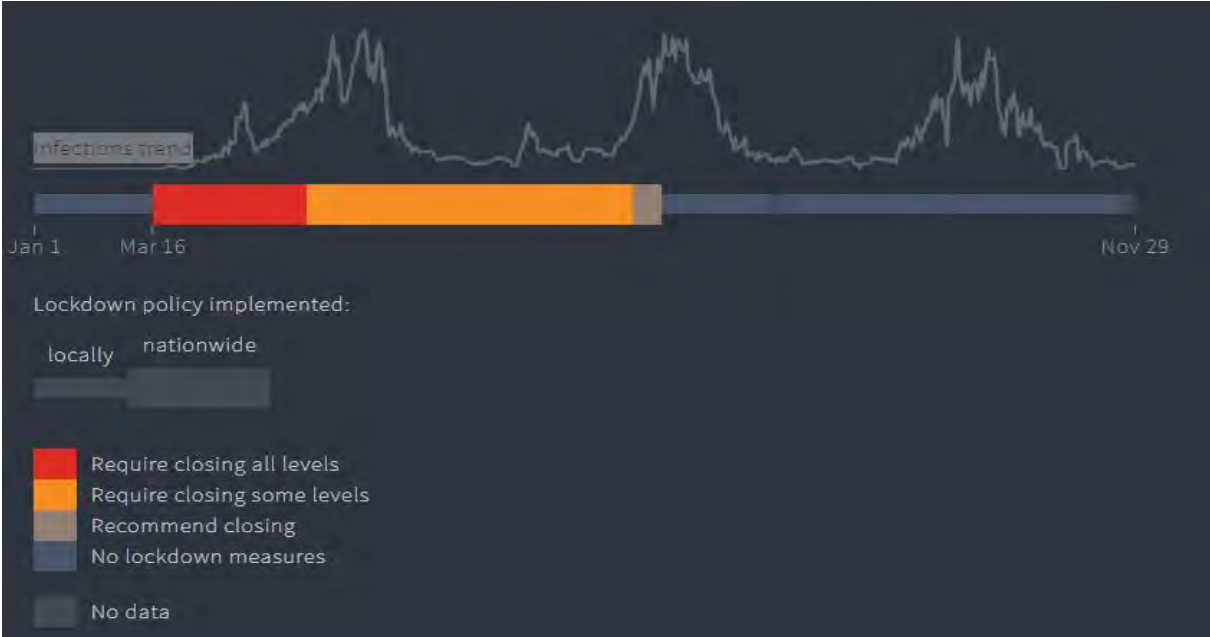 Infections trend
Jan 1 Mar 16 Nov 29
Lockdown policy implemented:
locally nationwide
Require closing all levels
Require closing some levels
Recommend closing
No lockdown measures
No data